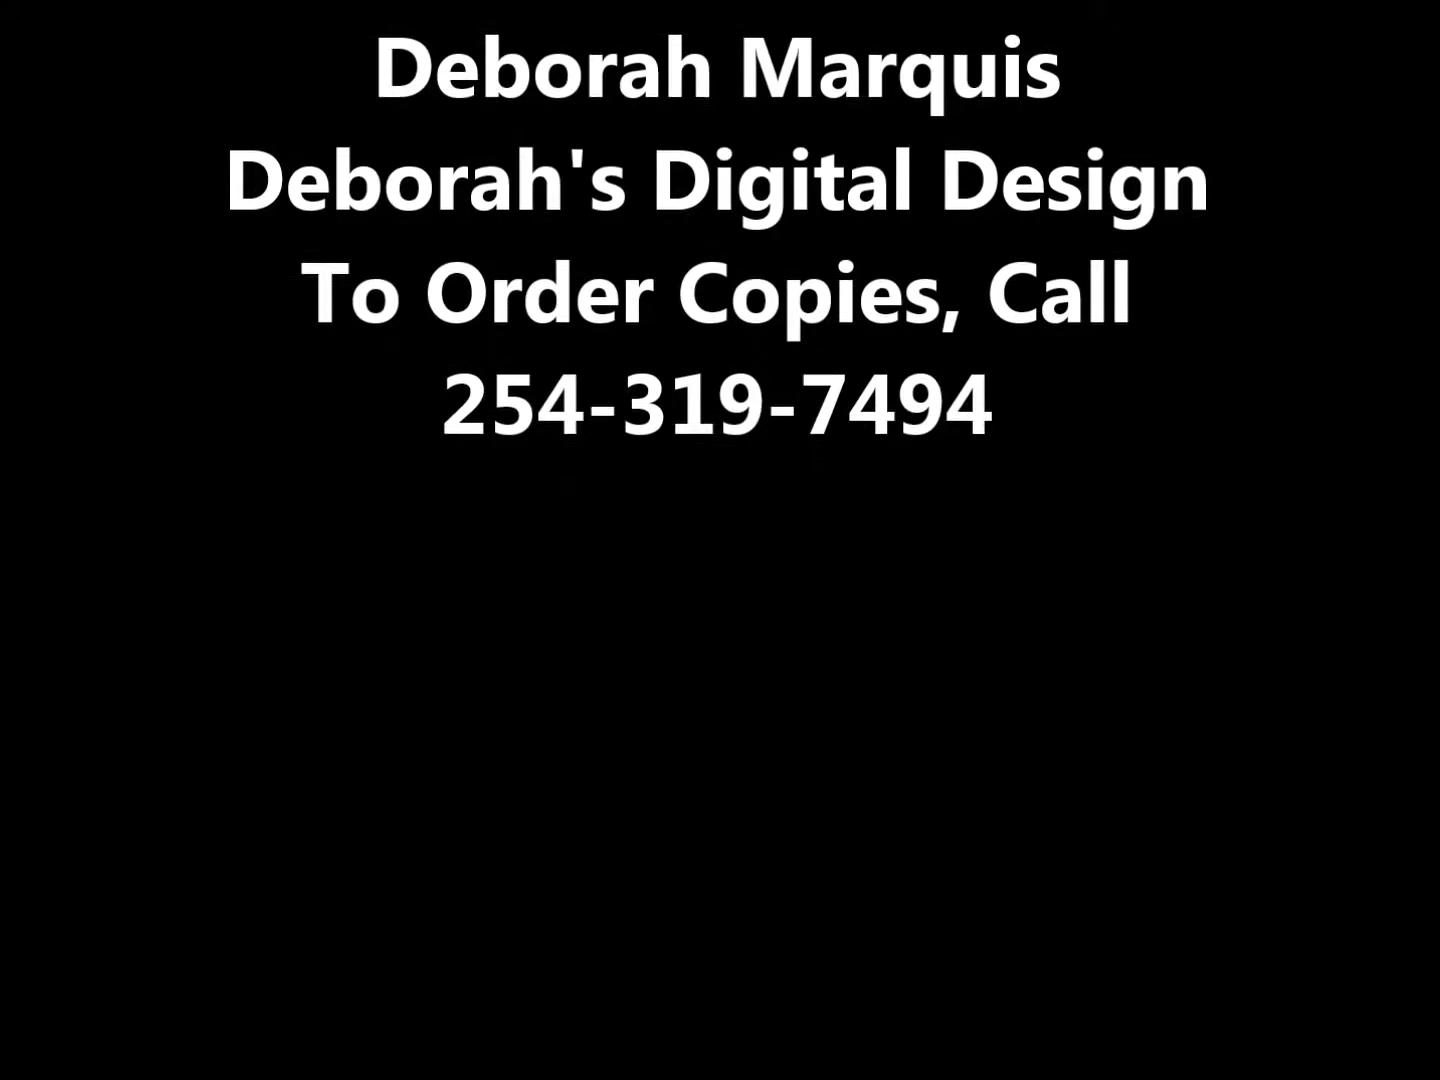 Deborah Marquis
Deborah's Digital Design
To Order Copies, Call
254-319-7494